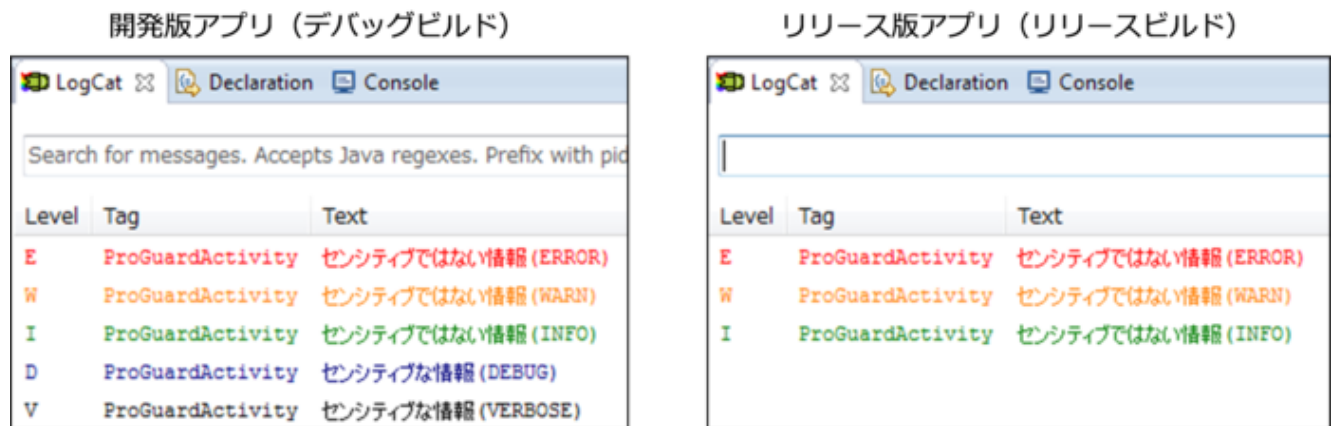 開発版アプリ（デバッグビルド）
LogCat Declaration Console
Search for messages. Accepts Java regexes. Prefix with pid
Level Tag Text
E ProGuardActivity センシティブではない情報(ERROR)
W ProGuardActivity センシティブではない情報(WARN)
I ProGuardActivity センシティブではない情報(INFO)
D ProGuardActivity センシティブな情報(DEBUG)
V ProGuardActivity センシティブな情報(VERBOSE)
リリース版アプリ（リリースビルド）
LogCat Declaration Console
Level Tag Text
E ProGuardActivity センシティブではない情報(ERROR)
W ProGuardActivity センシティブではない情報(WARN)
I ProGuardActivity センシティブではない情報(INFO)